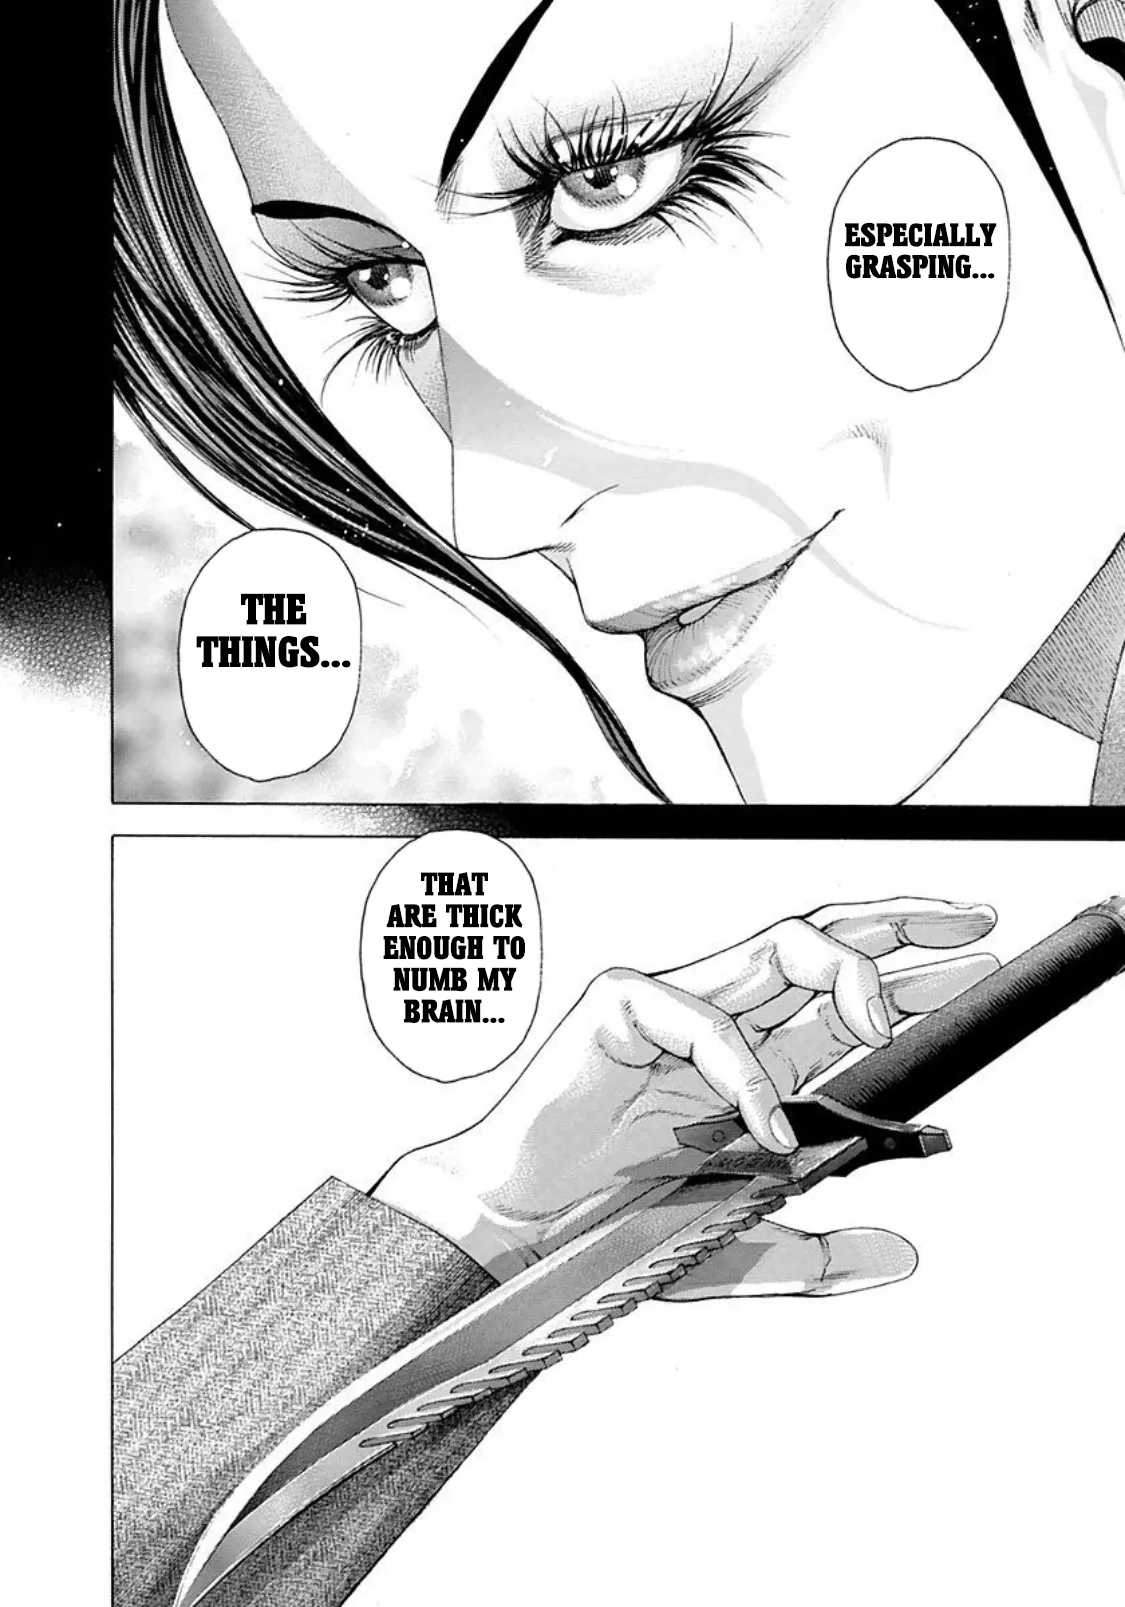 ESPECIALLY
GRASPING...
THE
THINGS...
THAT
ARE THICK
ENOUGH TO
NUMB MY
BRAIN...